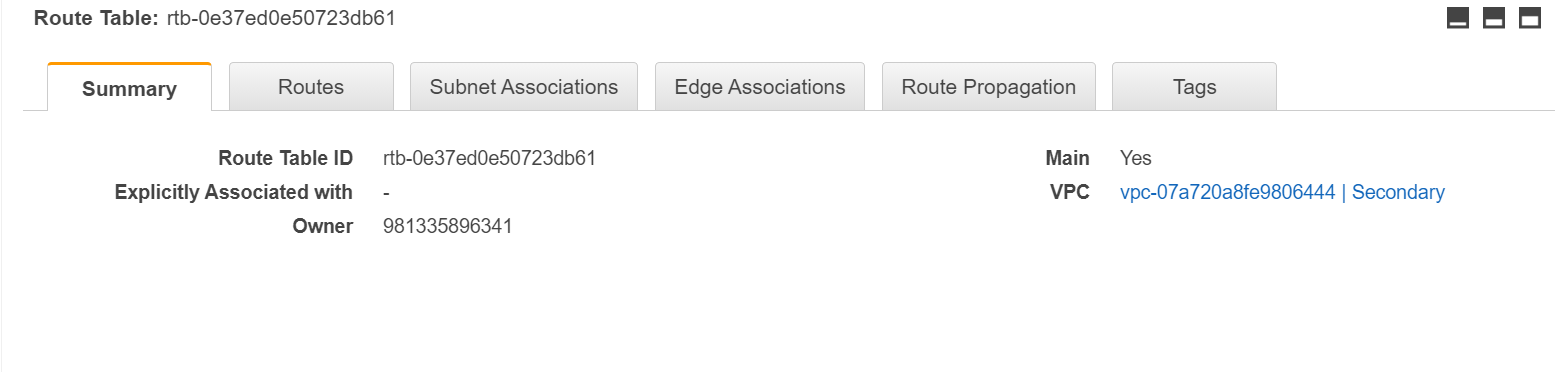 Route Table: rtb-0e37ed0e50723db61
Summary Routes Subnet Associations Edge Associations Route Propagation Tags
Route Table ID rtb-0e37ed0e50723db61 Main Yes
Explicitly Associated with - VPC vpc-07a720a8fe9806444 | Secondary
Owner 981335896341